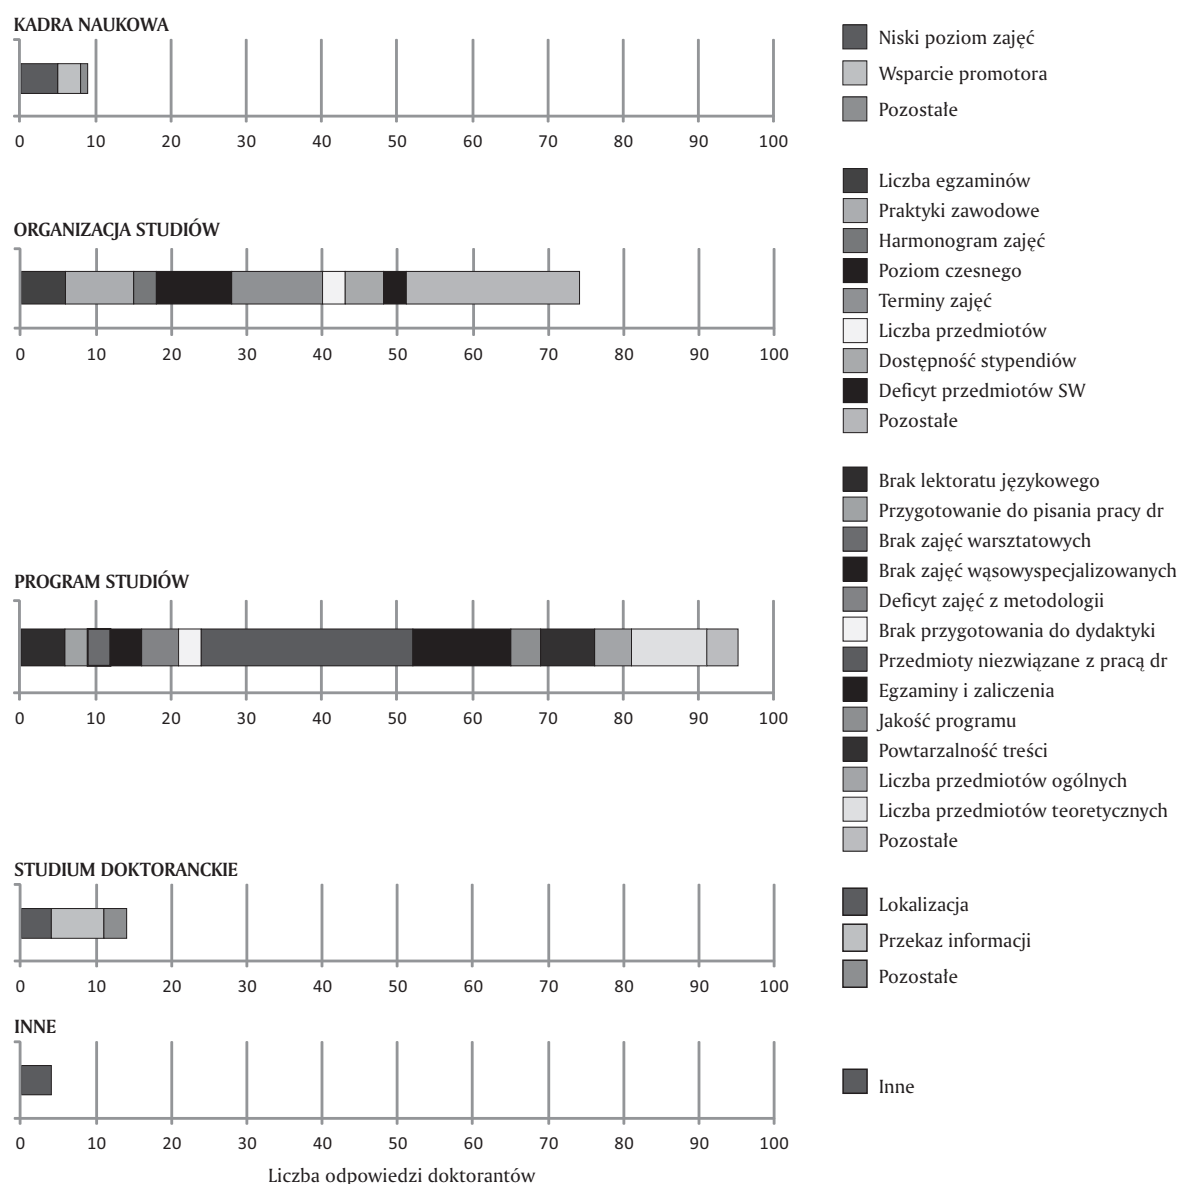 KADRA NAUKOWA
0 10 20 30 40 50 60 70 80 90 100
Niski poziom zajęć
Wsparcie promotora
Pozostałe
ORGANIZACJA STUDIÓW
0 10 20 30 40 50 60 70 80 90 100
Liczba egzaminów
Praktyki zawodowe
Harmonogram zajęć
Poziom czesnego
Terminy zajęć
Liczba przedmiotów
Dostępność stypendiów
Deficyt przedmiotów SW
Pozostałe
PROGRAM STUDIÓW
0 10 20 30 40 50 60 70 80 90 100
Brak lektoratu językowego
Przygotowanie do pisania pracy dr
Brak zajęć warsztatowych
Brak zajęć wąsowyspecjalizowanych
Deficyt zajęć z metodologii
Brak przygotowania do dydaktyki
Przedmioty niezwiązane z pracą dr
Egzaminy i zaliczenia
Jakość programu
Powtarzalność treści
Liczba przedmiotów ogólnych
Liczba przedmiotów teoretycznych
Pozostałe
STUDIUM DOKTORANCKIE
0 10 20 30 40 50 60 70 80 90 100
Lokalizacja
Przekaz informacji
Pozostałe
INNE
0 10 20 30 40 50 60 70 80 90 100
Inne
Liczba odpowiedzi doktorantów